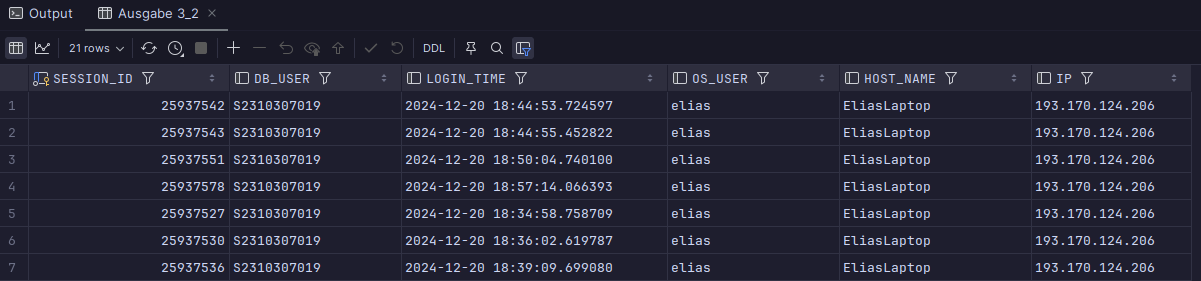 Output Ausgabe 3_2
21 rows DDL
SESSION_ID DB_USER LOGIN_TIME OS_USER HOST_NAME IP
1 25937542 S2310307019 2024-12-20 18:44:53.724597 elias EliasLaptop 193.170.124.206
2 25937543 S2310307019 2024-12-20 18:44:55.452822 elias EliasLaptop 193.170.124.206
3 25937551 S2310307019 2024-12-20 18:50:04.740100 elias EliasLaptop 193.170.124.206
4 25937578 S2310307019 2024-12-20 18:57:14.066393 elias EliasLaptop 193.170.124.206
5 25937527 S2310307019 2024-12-20 18:34:58.758709 elias EliasLaptop 193.170.124.206
6 25937530 S2310307019 2024-12-20 18:36:02.619787 elias EliasLaptop 193.170.124.206
7 25937536 S2310307019 2024-12-20 18:39:09.699080 elias EliasLaptop 193.170.124.206